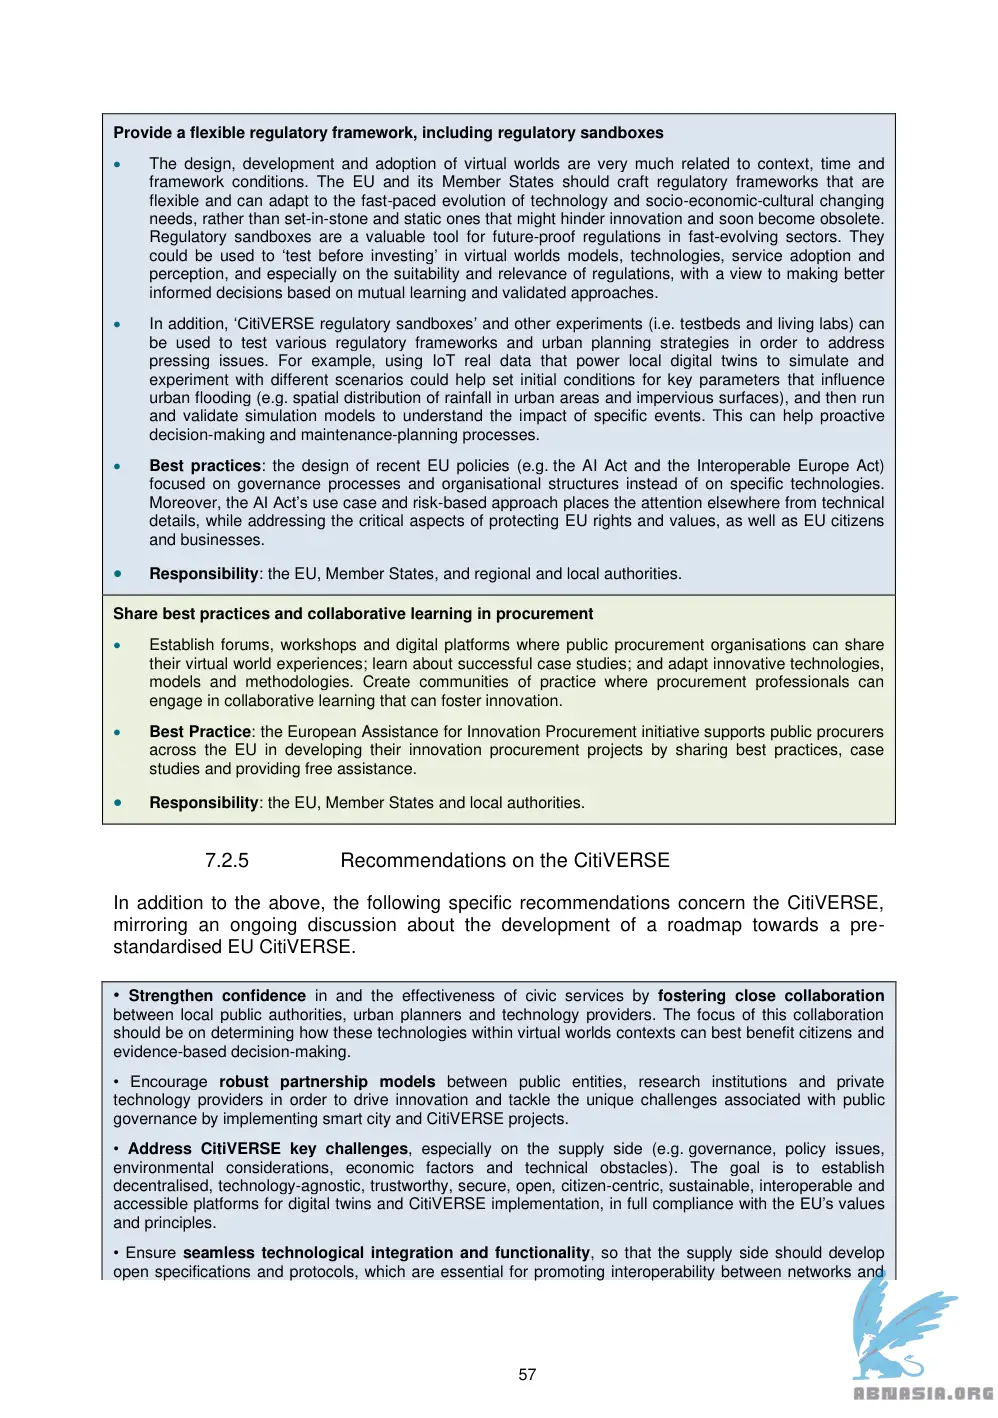 Provide a flexible regulatory framework, including regulatory sandboxes
• The design, development and adoption of virtual worlds are very much related to context, time and
framework conditions. The EU and its Member States should craft regulatory frameworks that are
flexible and can adapt to the fast-paced evolution of technology and socio-economic-cultural changing
needs, rather than set-in-stone and static ones that might hinder innovation and soon become obsolete.
Regulatory sandboxes are a valuable tool for future-proof regulations in fast-evolving sectors. They
could be used to ‘test before investing’ in virtual worlds models, technologies, service adoption and
perception, and especially on the suitability and relevance of regulations, with a view to making better
informed decisions based on mutual learning and validated approaches.
• In addition, ‘CitiVERSE regulatory sandboxes’ and other experiments (i.e. testbeds and living labs) can
be used to test various regulatory frameworks and urban planning strategies in order to address
pressing issues. For example, using IoT real data that power local digital twins to simulate and
experiment with different scenarios could help set initial conditions for key parameters that influence
urban flooding (e.g. spatial distribution of rainfall in urban areas and impervious surfaces), and then run
and validate simulation models to understand the impact of specific events. This can help proactive
decision-making and maintenance-planning processes.
• Best practices: the design of recent EU policies (e.g. the AI Act and the Interoperable Europe Act)
focused on governance processes and organisational structures instead of on specific technologies.
Moreover, the AI Act’s use case and risk-based approach places the attention elsewhere from technical
details, while addressing the critical aspects of protecting EU rights and values, as well as EU citizens
and businesses.
• Responsibility: the EU, Member States, and regional and local authorities.
Share best practices and collaborative learning in procurement
• Establish forums, workshops and digital platforms where public procurement organisations can share
their virtual world experiences; learn about successful case studies; and adapt innovative technologies,
models and methodologies. Create communities of practice where procurement professionals can
engage in collaborative learning that can foster innovation.
• Best Practice: the European Assistance for Innovation Procurement initiative supports public procurers
across the EU in developing their innovation procurement projects by sharing best practices, case
studies and providing free assistance.
• Responsibility: the EU, Member States and local authorities.
7.2.5 Recommendations on the CitiVERSE
In addition to the above, the following specific recommendations concern the CitiVERSE,
mirroring an ongoing discussion about the development of a roadmap towards a pre-
standardised EU CitiVERSE.
• Strengthen confidence in and the effectiveness of civic services by fostering close collaboration
between local public authorities, urban planners and technology providers. The focus of this collaboration
should be on determining how these technologies within virtual worlds contexts can best benefit citizens and
evidence-based decision-making.
• Encourage robust partnership models between public entities, research institutions and private
technology providers in order to drive innovation and tackle the unique challenges associated with public
governance by implementing smart city and CitiVERSE projects.
• Address CitiVERSE key challenges, especially on the supply side (e.g. governance, policy issues,
environmental considerations, economic factors and technical obstacles). The goal is to establish
decentralised, technology-agnostic, trustworthy, secure, open, citizen-centric, sustainable, interoperable and
accessible platforms for digital twins and CitiVERSE implementation, in full compliance with the EU’s values
and principles.
• Ensure seamless technological integration and functionality, so that the supply side should develop
open specifications and protocols, which are essential for promoting interoperability between networks and
57
ABNASIA.ORG